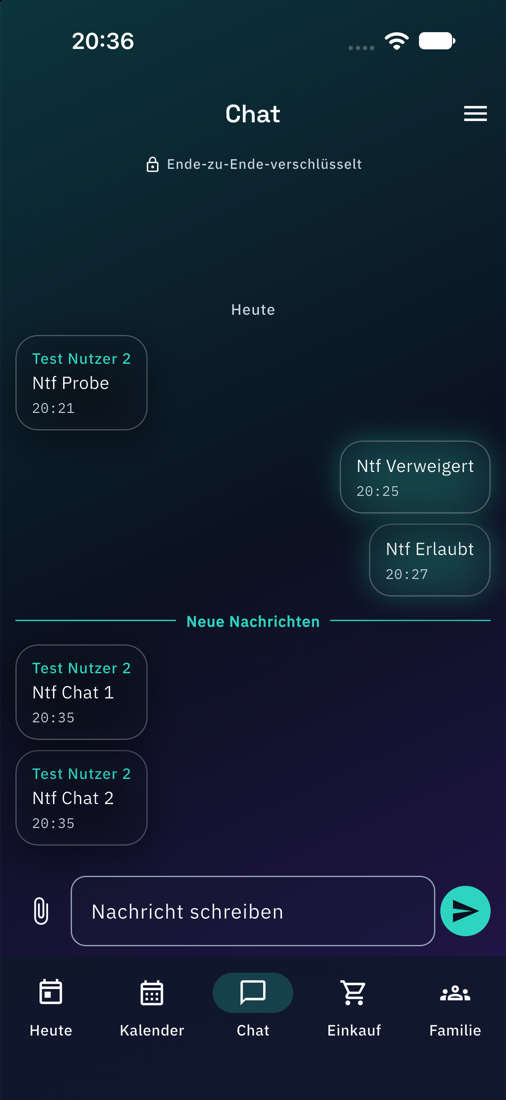 20:36
Chat
Ende-zu-Ende-verschlüsselt
Heute
Test Nutzer 2
Ntf Probe
20:21
Ntf Verweigert
20:25
Ntf Erlaubt
20:27
Neue Nachrichten
Test Nutzer 2
Ntf Chat 1
20:35
Test Nutzer 2
Ntf Chat 2
20:35
Nachricht schreiben
Heute Kalender Chat Einkauf Familie